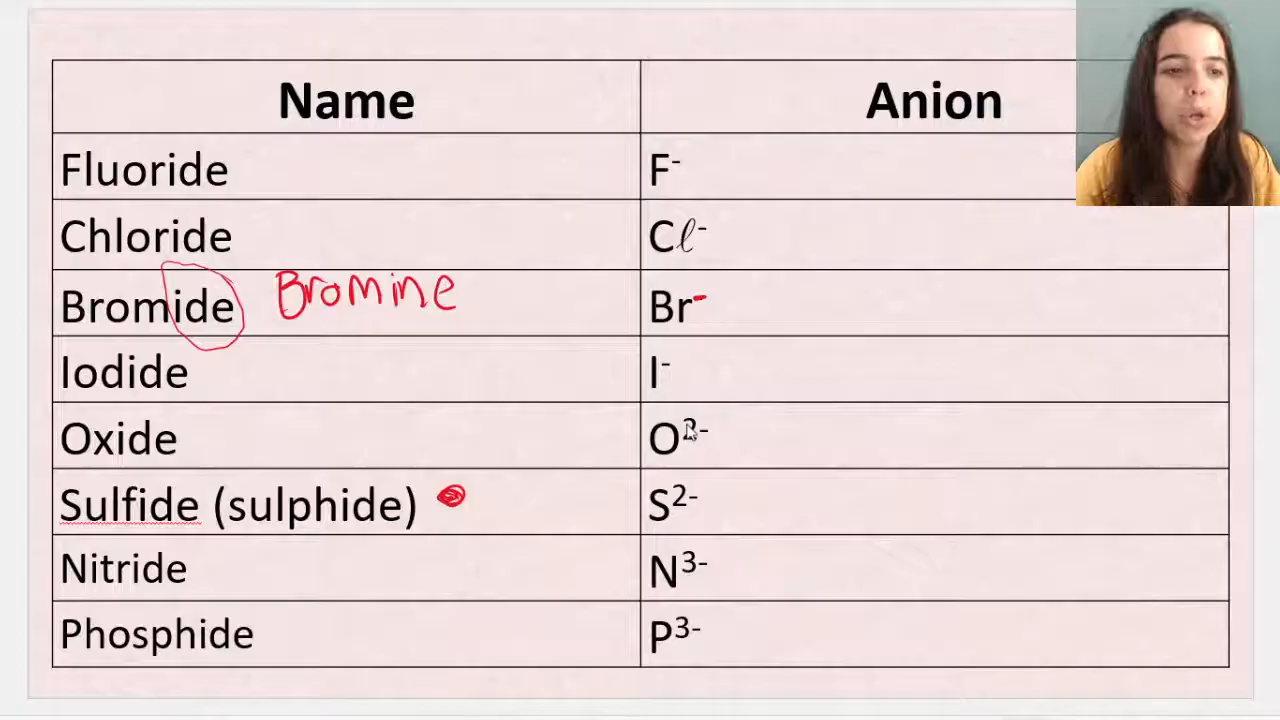 Name Anion
Fluoride F⁻
Chloride Cℓ⁻
Bromide Bromine Br⁻
Iodide I⁻
Oxide O²⁻
Sulfide (sulphide) S²⁻
Nitride N³⁻
Phosphide P³⁻